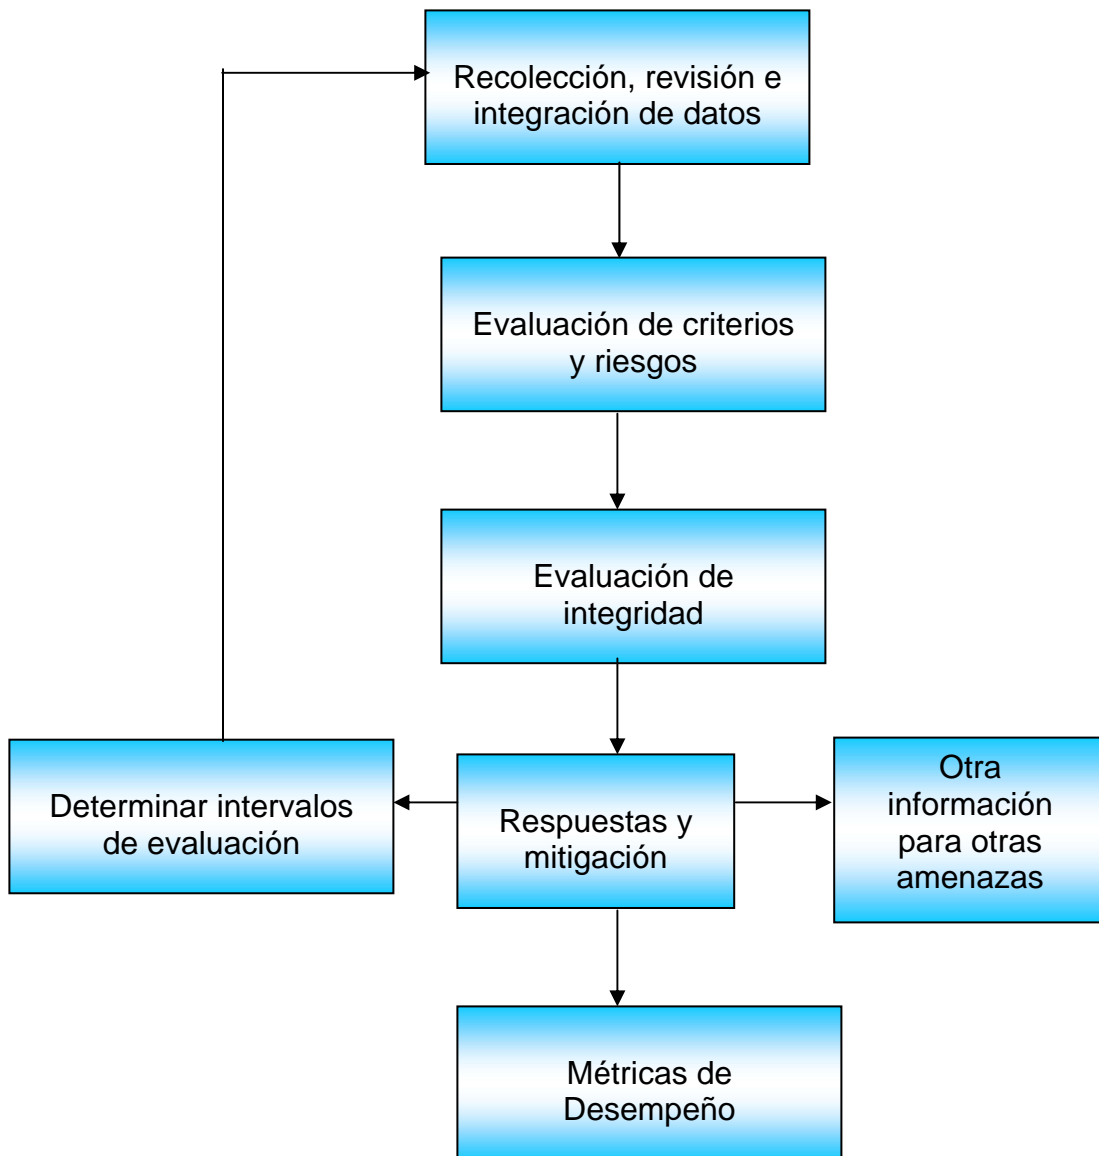 Recolección, revisión e
integración de datos
Evaluación de criterios
y riesgos
Evaluación de
integridad
Determinar intervalos
de evaluación
Respuestas y
mitigación
Otra
información
para otras
amenazas
Métricas de
Desempeño